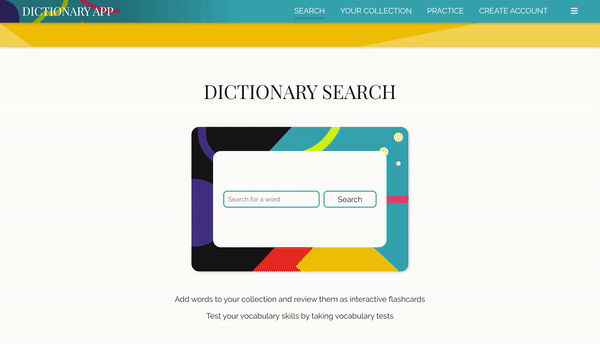 DICTIONARY APP
SEARCH YOUR COLLECTION PRACTICE CREATE ACCOUNT
DICTIONARY SEARCH
Search for a word Search
Add words to your collection and review them as interactive flashcards
Test your vocabulary skills by taking vocabulary tests